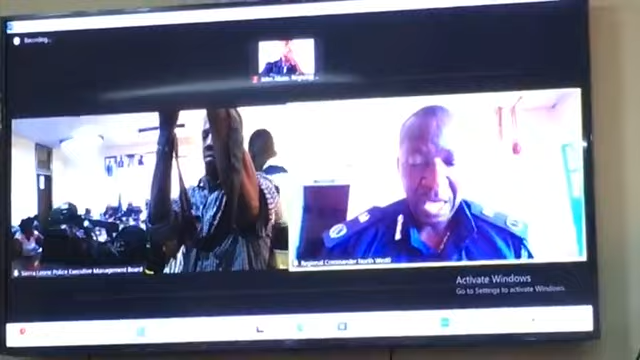 Recording...
Sierra Leone Police Executive Management Board
Regional Commander North West
Activate Windows
Go to Settings to activate Windows.